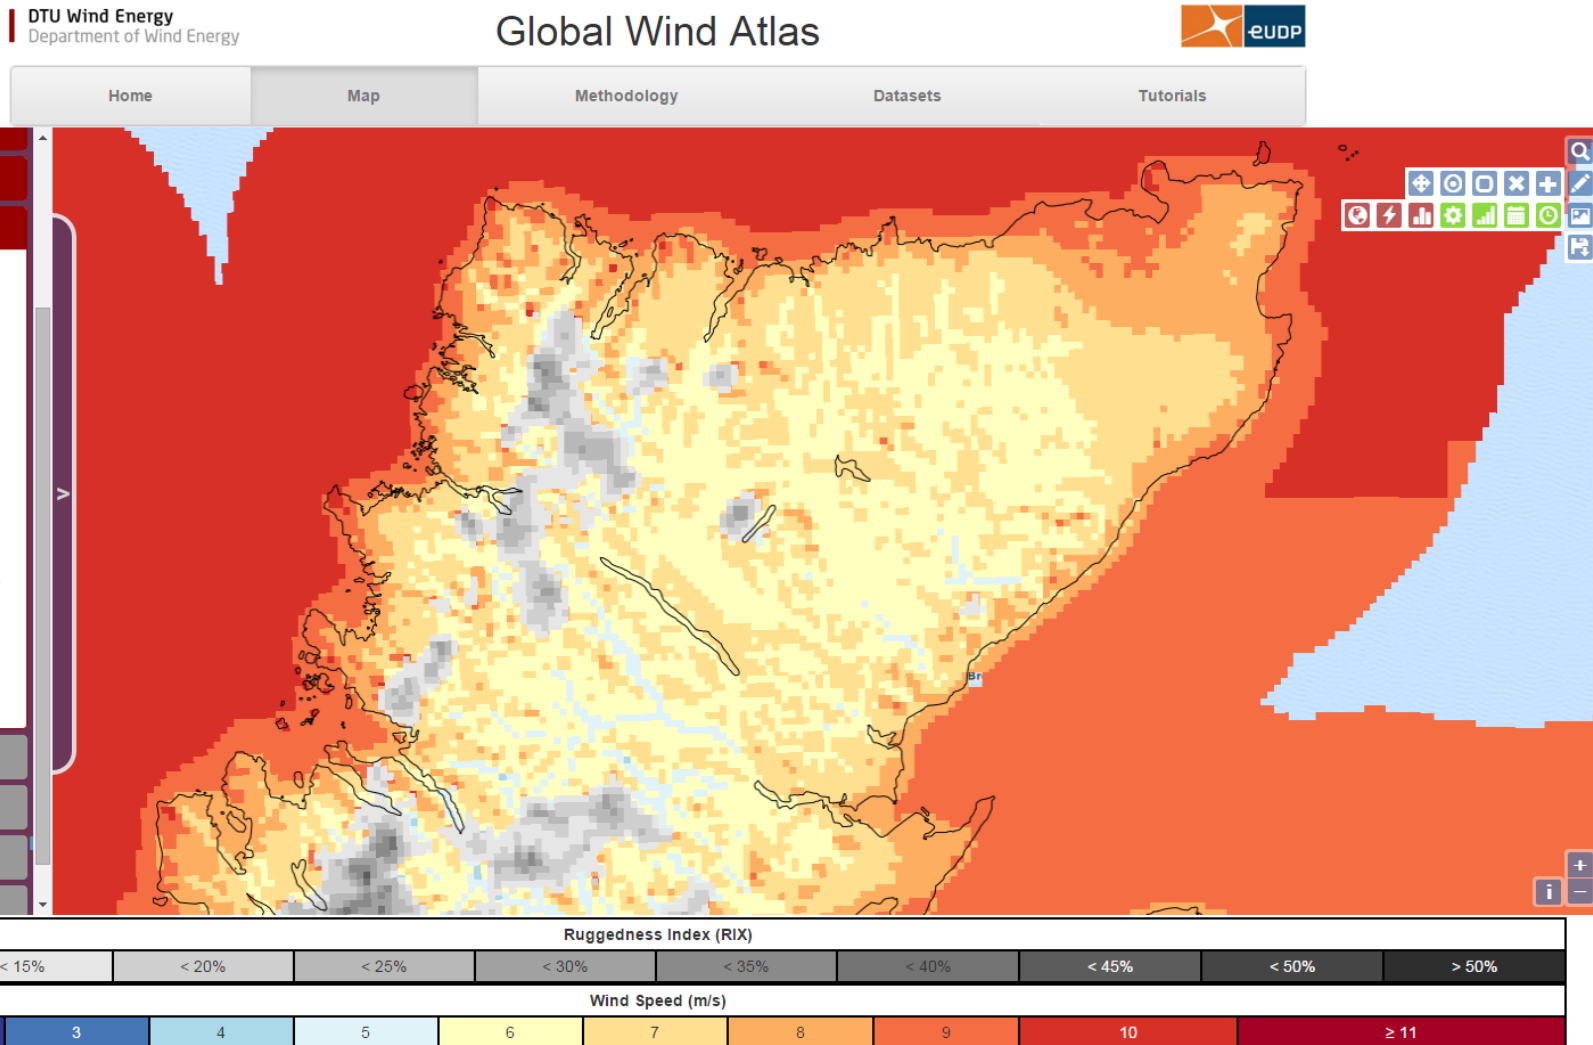 DTU Wind Energy
Department of Wind Energy
Global Wind Atlas
eUDP
Home
Map
Methodology
Datasets
Tutorials
>
Br
+
i
−
Ruggedness Index (RIX)
< 15%
< 20%
< 25%
< 30%
< 35%
< 40%
< 45%
< 50%
> 50%
Wind Speed (m/s)
3
4
5
6
7
8
9
10
≥ 11